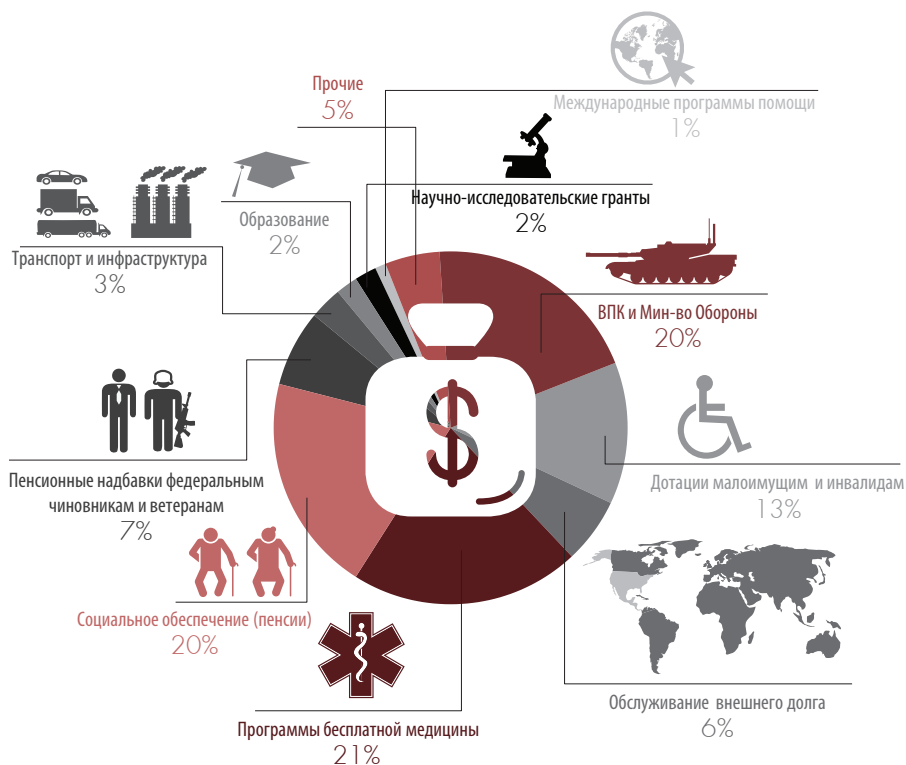 Прочие
5%
Международные программы помощи
1%
Научно-исследовательские гранты
2%
Образование
2%
Транспорт и инфраструктура
3%
ВПК и Мин-во Обороны
20%
Пенсионные надбавки федеральным
чиновникам и ветеранам
7%
Дотации малоимущим и инвалидам
13%
Социальное обеспечение (пенсии)
20%
Обслуживание внешнего долга
6%
Программы бесплатной медицины
21%
$